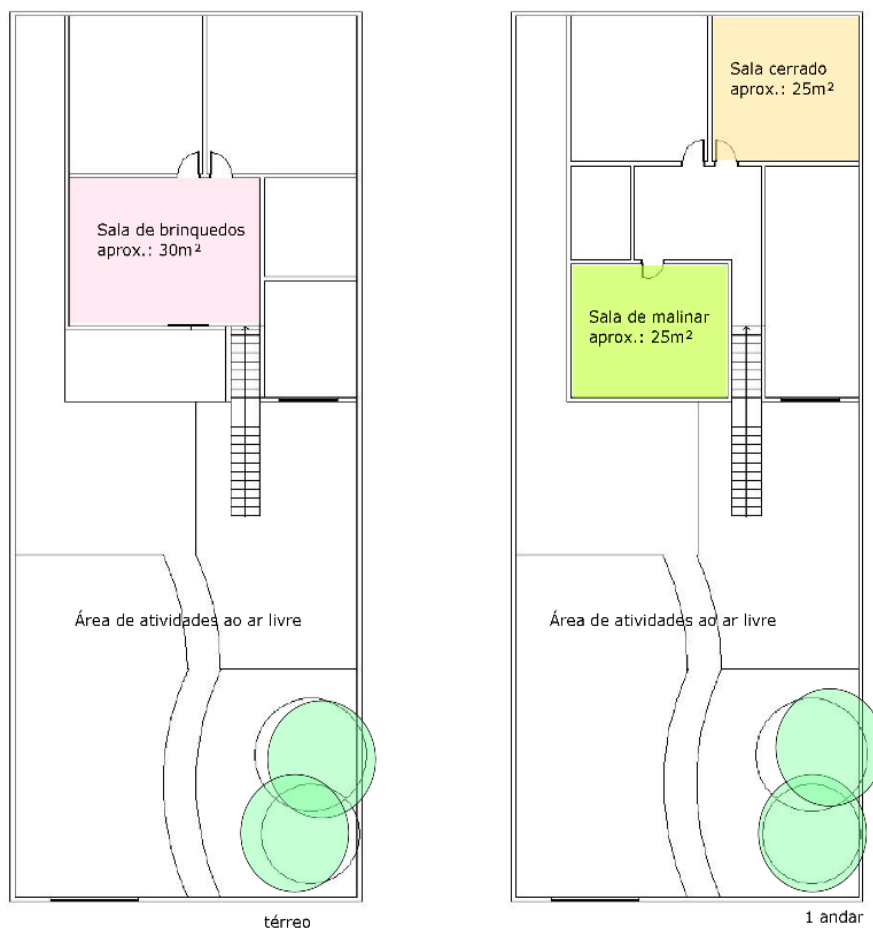 Sala de brinquedos
aprox.: 30m²
Área de atividades ao ar livre
térreo
Sala cerrado
aprox.: 25m²
Sala de malinar
aprox.: 25m²
Área de atividades ao ar livre
1 andar